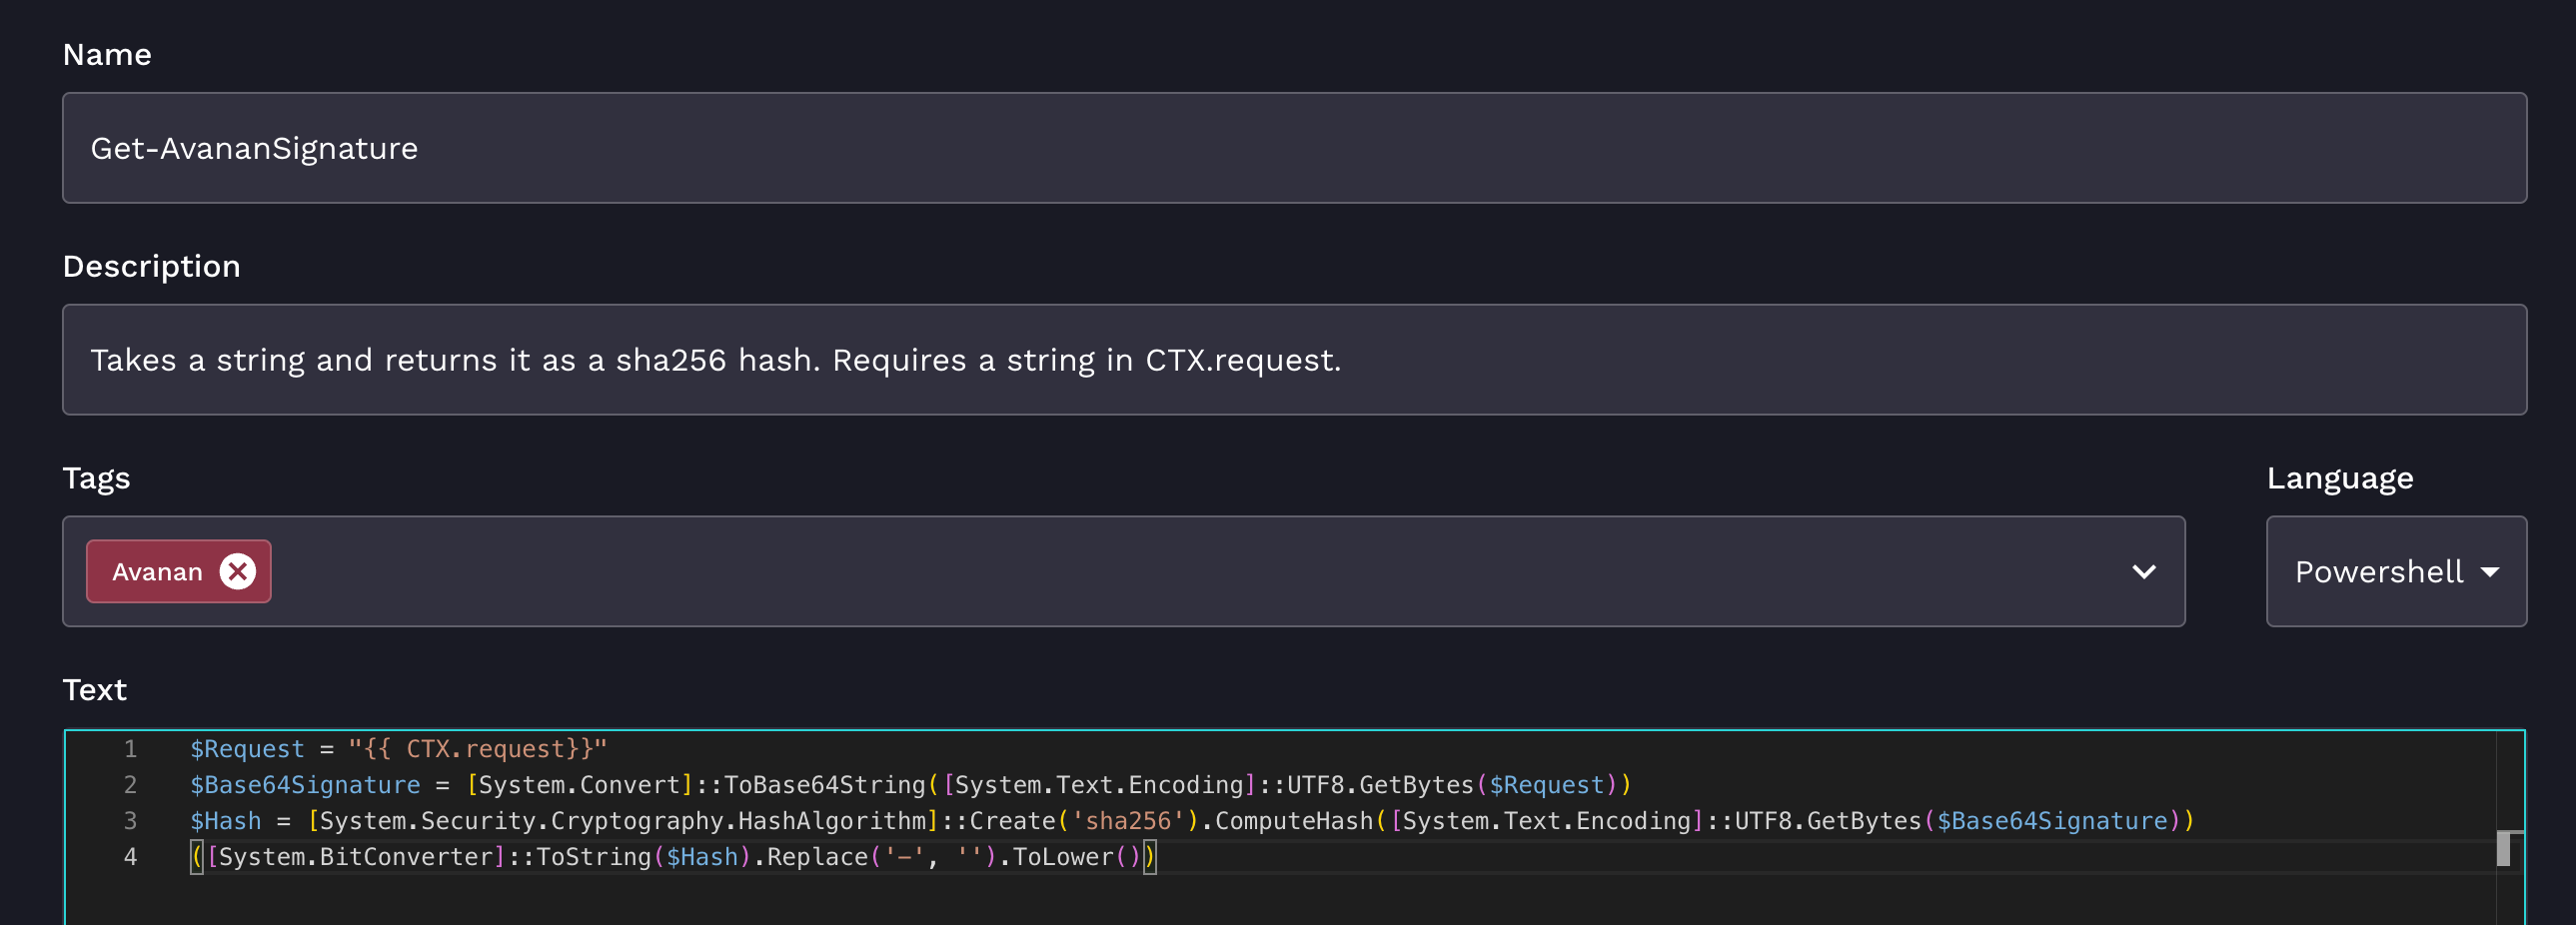 Name
Get-AvananSignature
Description
Takes a string and returns it as a sha256 hash. Requires a string in CTX.request.
Tags
Language
Avanan
Powershell
Text
1 $Request = "{{ CTX.request}}"
2 $Base64Signature = [System.Convert]::ToBase64String([System.Text.Encoding]::UTF8.GetBytes($Request))
3 $Hash = [System.Security.Cryptography.HashAlgorithm]::Create('sha256').ComputeHash([System.Text.Encoding]::UTF8.GetBytes($Base64Signature))
4 ([System.BitConverter]::ToString($Hash).Replace('-', '').ToLower())